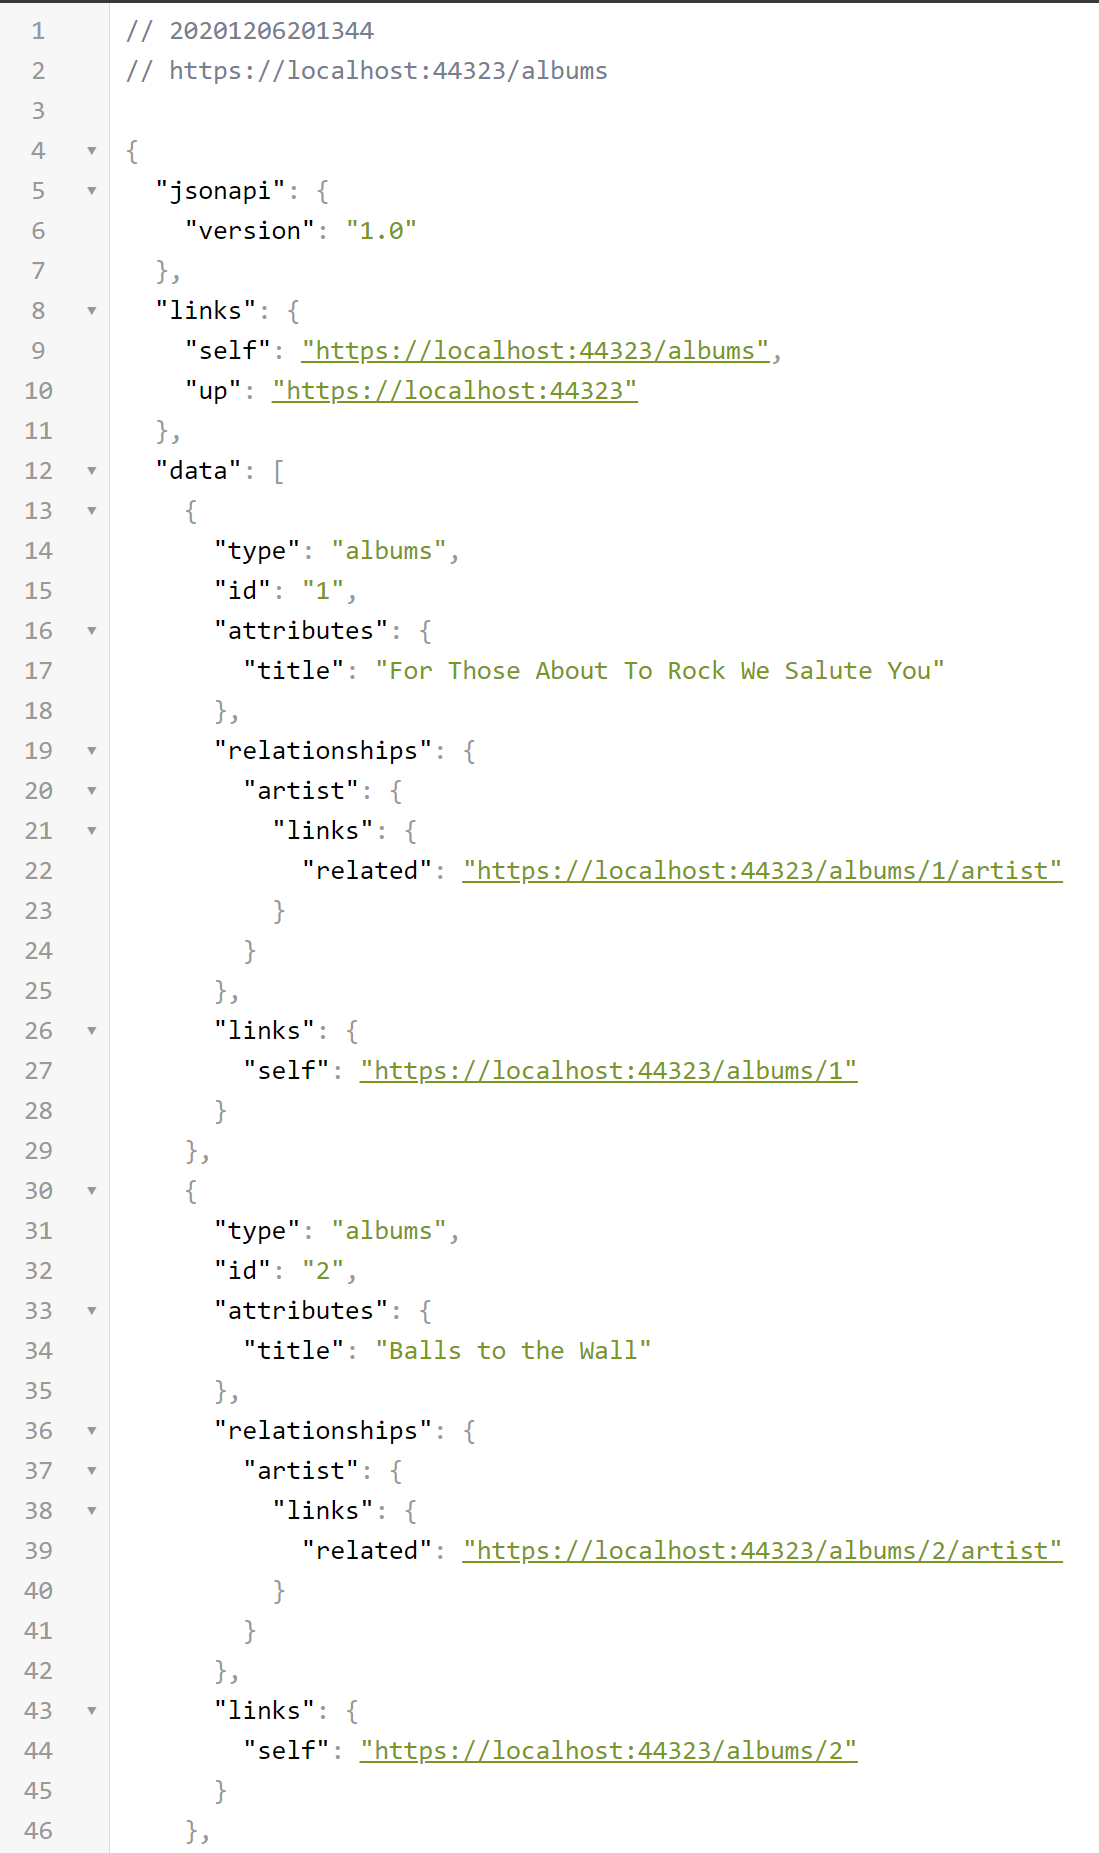 1 // 20201206201344
2 // https://localhost:44323/albums
3
4 {
5   "jsonapi": {
6     "version": "1.0"
7   },
8   "links": {
9     "self": "https://localhost:44323/albums",
10     "up": "https://localhost:44323"
11   },
12   "data": [
13     {
14       "type": "albums",
15       "id": "1",
16       "attributes": {
17         "title": "For Those About To Rock We Salute You"
18       },
19       "relationships": {
20         "artist": {
21           "links": {
22             "related": "https://localhost:44323/albums/1/artist"
23           }
24         }
25       },
26       "links": {
27         "self": "https://localhost:44323/albums/1"
28       }
29     },
30     {
31       "type": "albums",
32       "id": "2",
33       "attributes": {
34         "title": "Balls to the Wall"
35       },
36       "relationships": {
37         "artist": {
38           "links": {
39             "related": "https://localhost:44323/albums/2/artist"
40           }
41         }
42       },
43       "links": {
44         "self": "https://localhost:44323/albums/2"
45       }
46     },